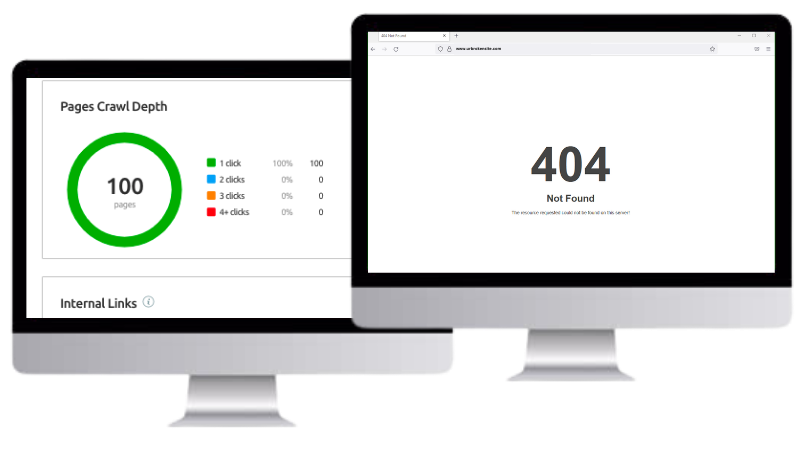 Pages Crawl Depth
100
pages
1 click 100% 100
2 clicks 0% 0
3 clicks 0% 0
4+ clicks 0% 0
Internal Links
404 Not Found
404
Not Found
The resource requested could not be found on this server!